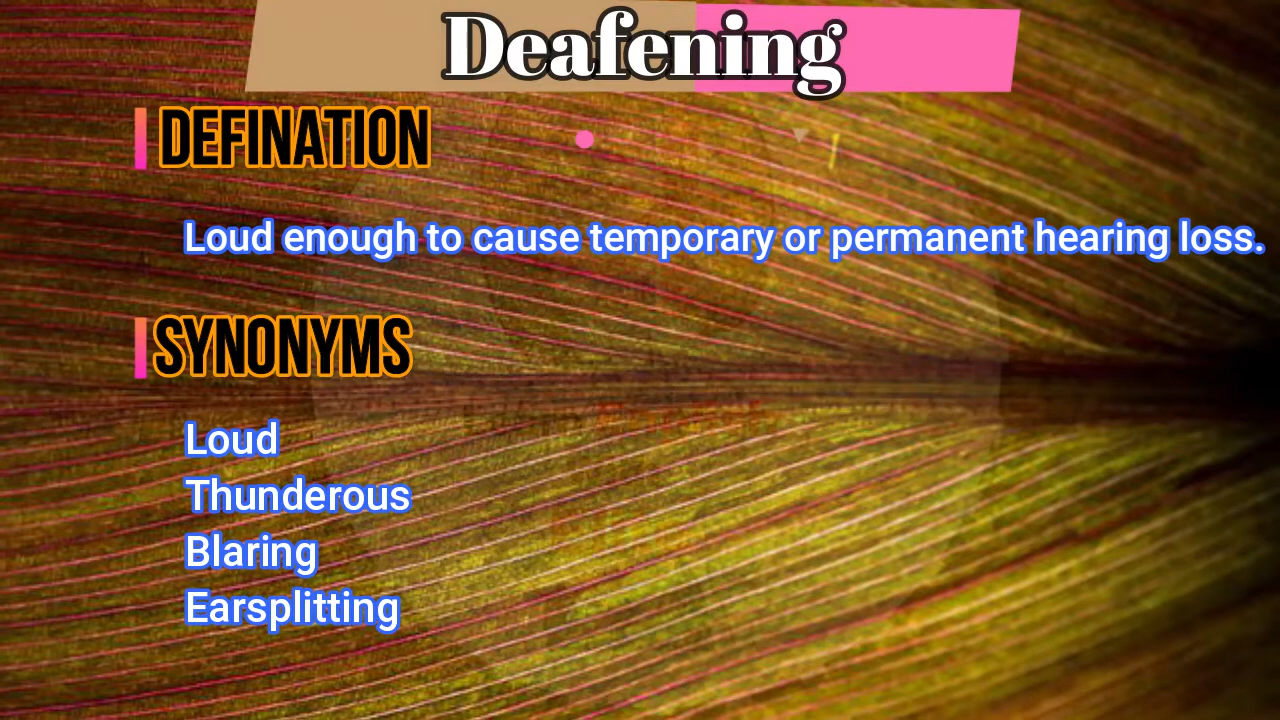 Deafening
DEFINATION
Loud enough to cause temporary or permanent hearing loss.
SYNONYMS
Loud
Thunderous
Blaring
Earsplitting